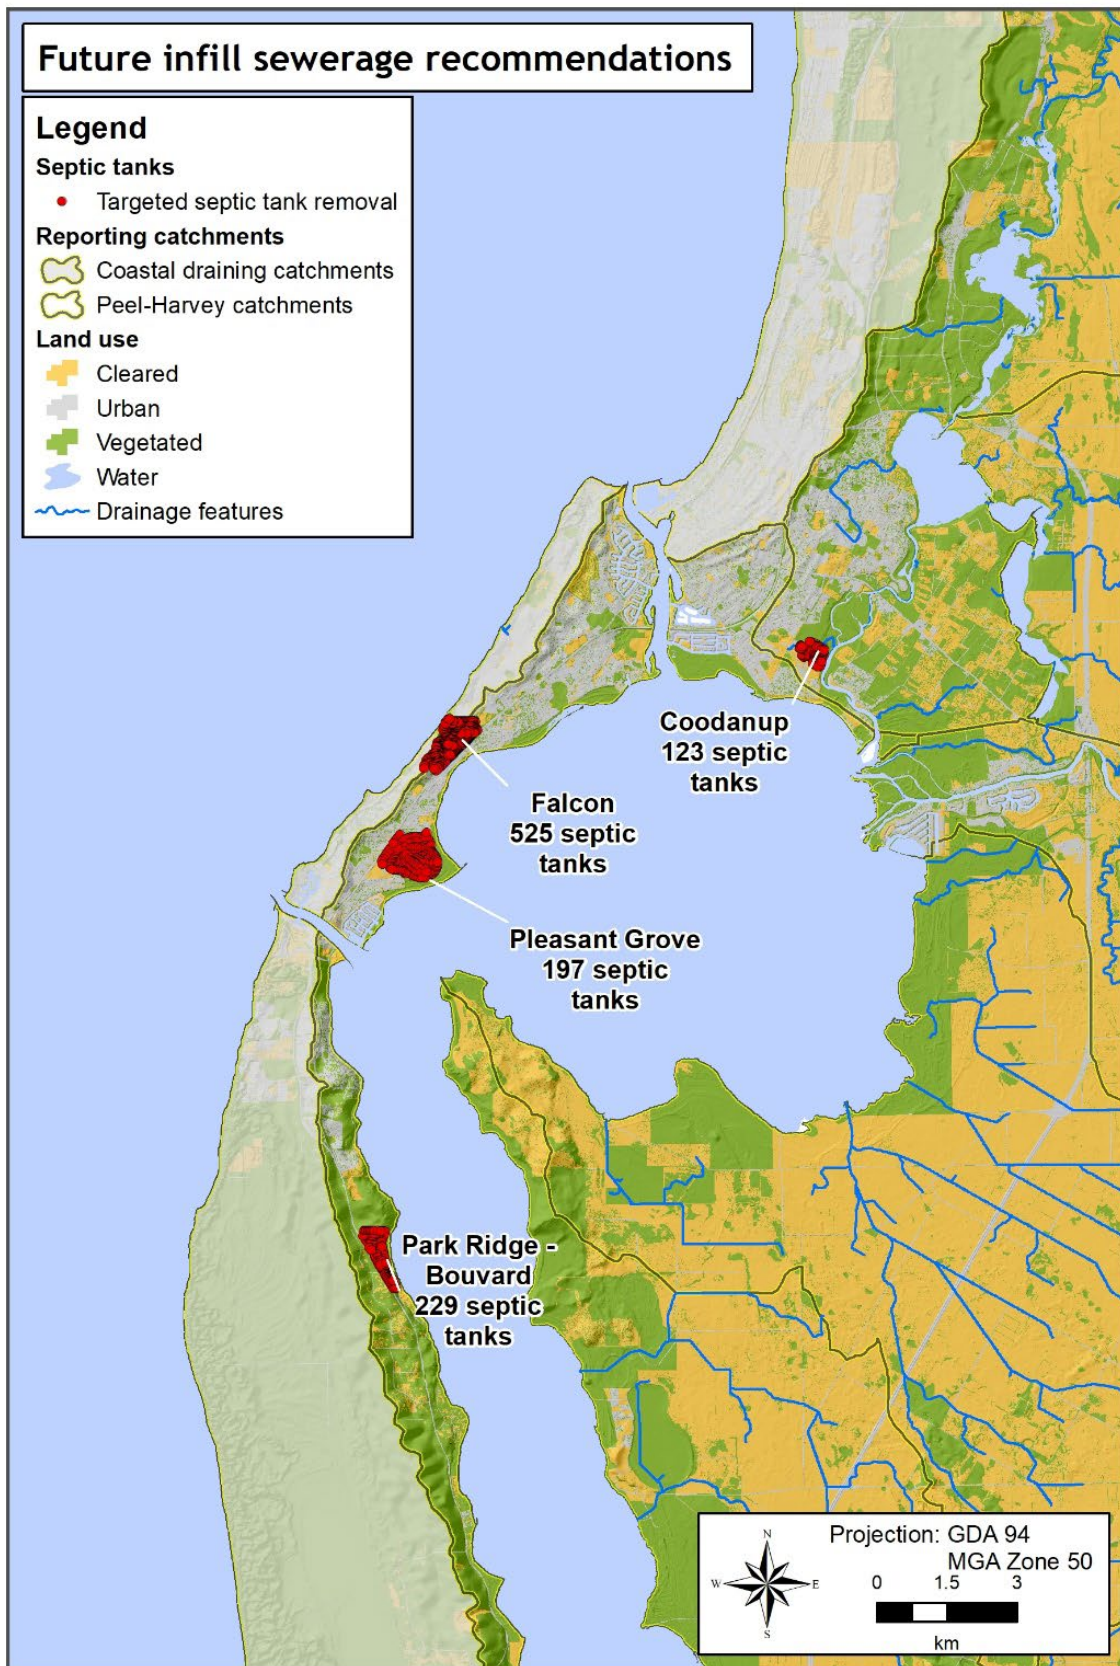 Future infill sewerage recommendations
Legend
Septic tanks
Targeted septic tank removal
Reporting catchments
Coastal draining catchments
Peel-Harvey catchments
Land use
Cleared
Urban
Vegetated
Water
Drainage features
Coodanup
123 septic
tanks
Falcon
525 septic
tanks
Pleasant Grove
197 septic
tanks
Park Ridge -
Bouvard
229 septic
tanks
N
W
E
S
Projection: GDA 94
MGA Zone 50
0 1.5 3
km